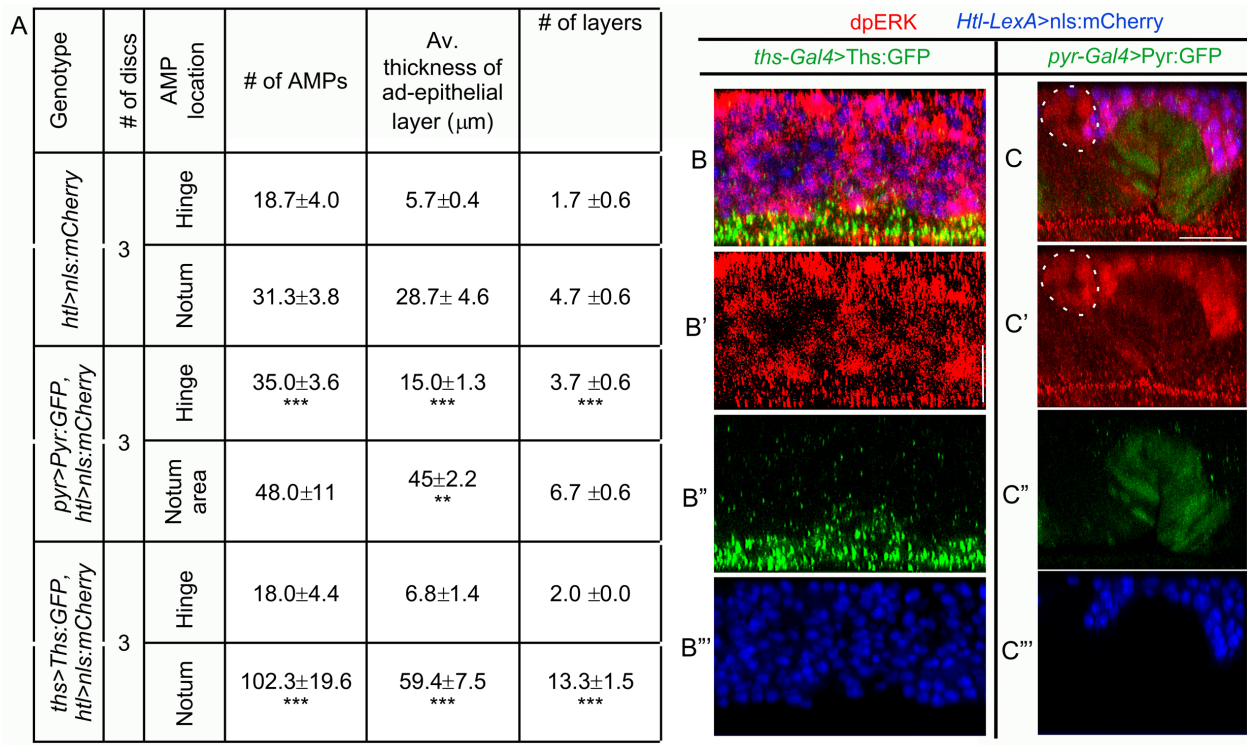 A
Genotype
# of discs
AMP
location
# of AMPs
Av.
thickness of
ad-epithelial
layer (μm)
# of layers
htl>nls:mCherry
3
Hinge
18.7±4.0
5.7±0.4
1.7 ±0.6
Notum
31.3±3.8
28.7± 4.6
4.7 ±0.6
pyr>Pyr:GFP,
htl>nls:mCherry
3
Hinge
35.0±3.6
***
15.0±1.3
***
3.7 ±0.6
***
Notum
area
48.0±11
45±2.2
**
6.7 ±0.6
ths>Ths:GFP,
htl>nls:mCherry
3
Hinge
18.0±4.4
6.8±1.4
2.0 ±0.0
Notum
102.3±19.6
***
59.4±7.5
***
13.3±1.5
***
dpERK Htl-LexA>nls:mCherry
ths-Gal4>Ths:GFP
pyr-Gal4>Pyr:GFP
B
C
B’
C’
B”
C”
B”’
C”’